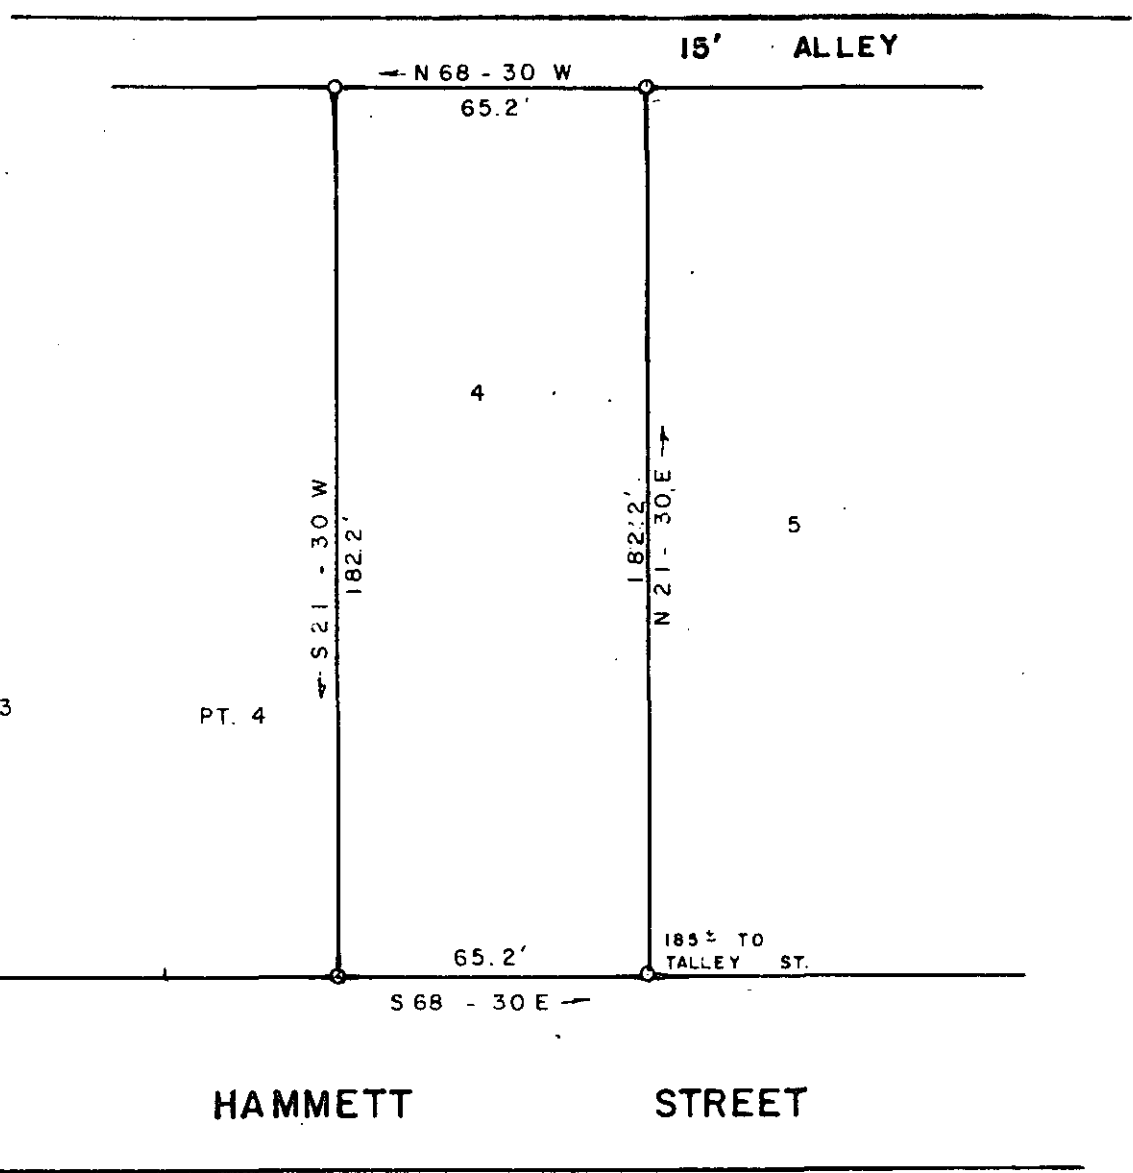 15' ALLEY
N 68 - 30 W
65.2'
4
S 21 - 30 W
182.2'
182.2'
N 21 - 30 E
5
3
PT. 4
185± TO
TALLEY ST.
65.2'
S 68 - 30 E
HAMMETT STREET